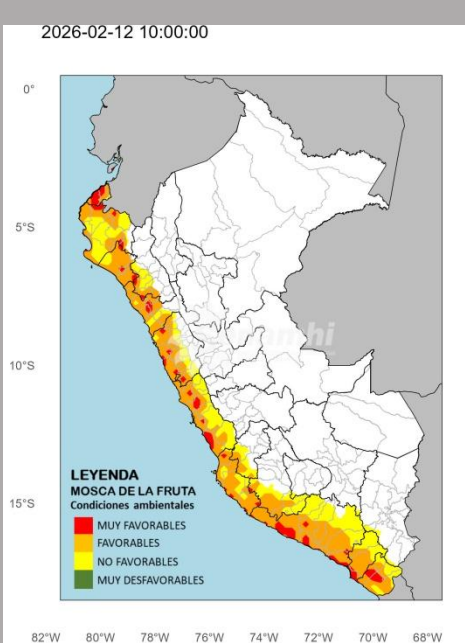 2026-02-12 10:00:00
0°
5°S
10°S
15°S
LEYENDA
MOSCA DE LA FRUTA
Condiciones ambientales
MUY FAVORABLES
FAVORABLES
NO FAVORABLES
MUY DESFAVORABLES
82°W 80°W 78°W 76°W 74°W 72°W 70°W 68°W